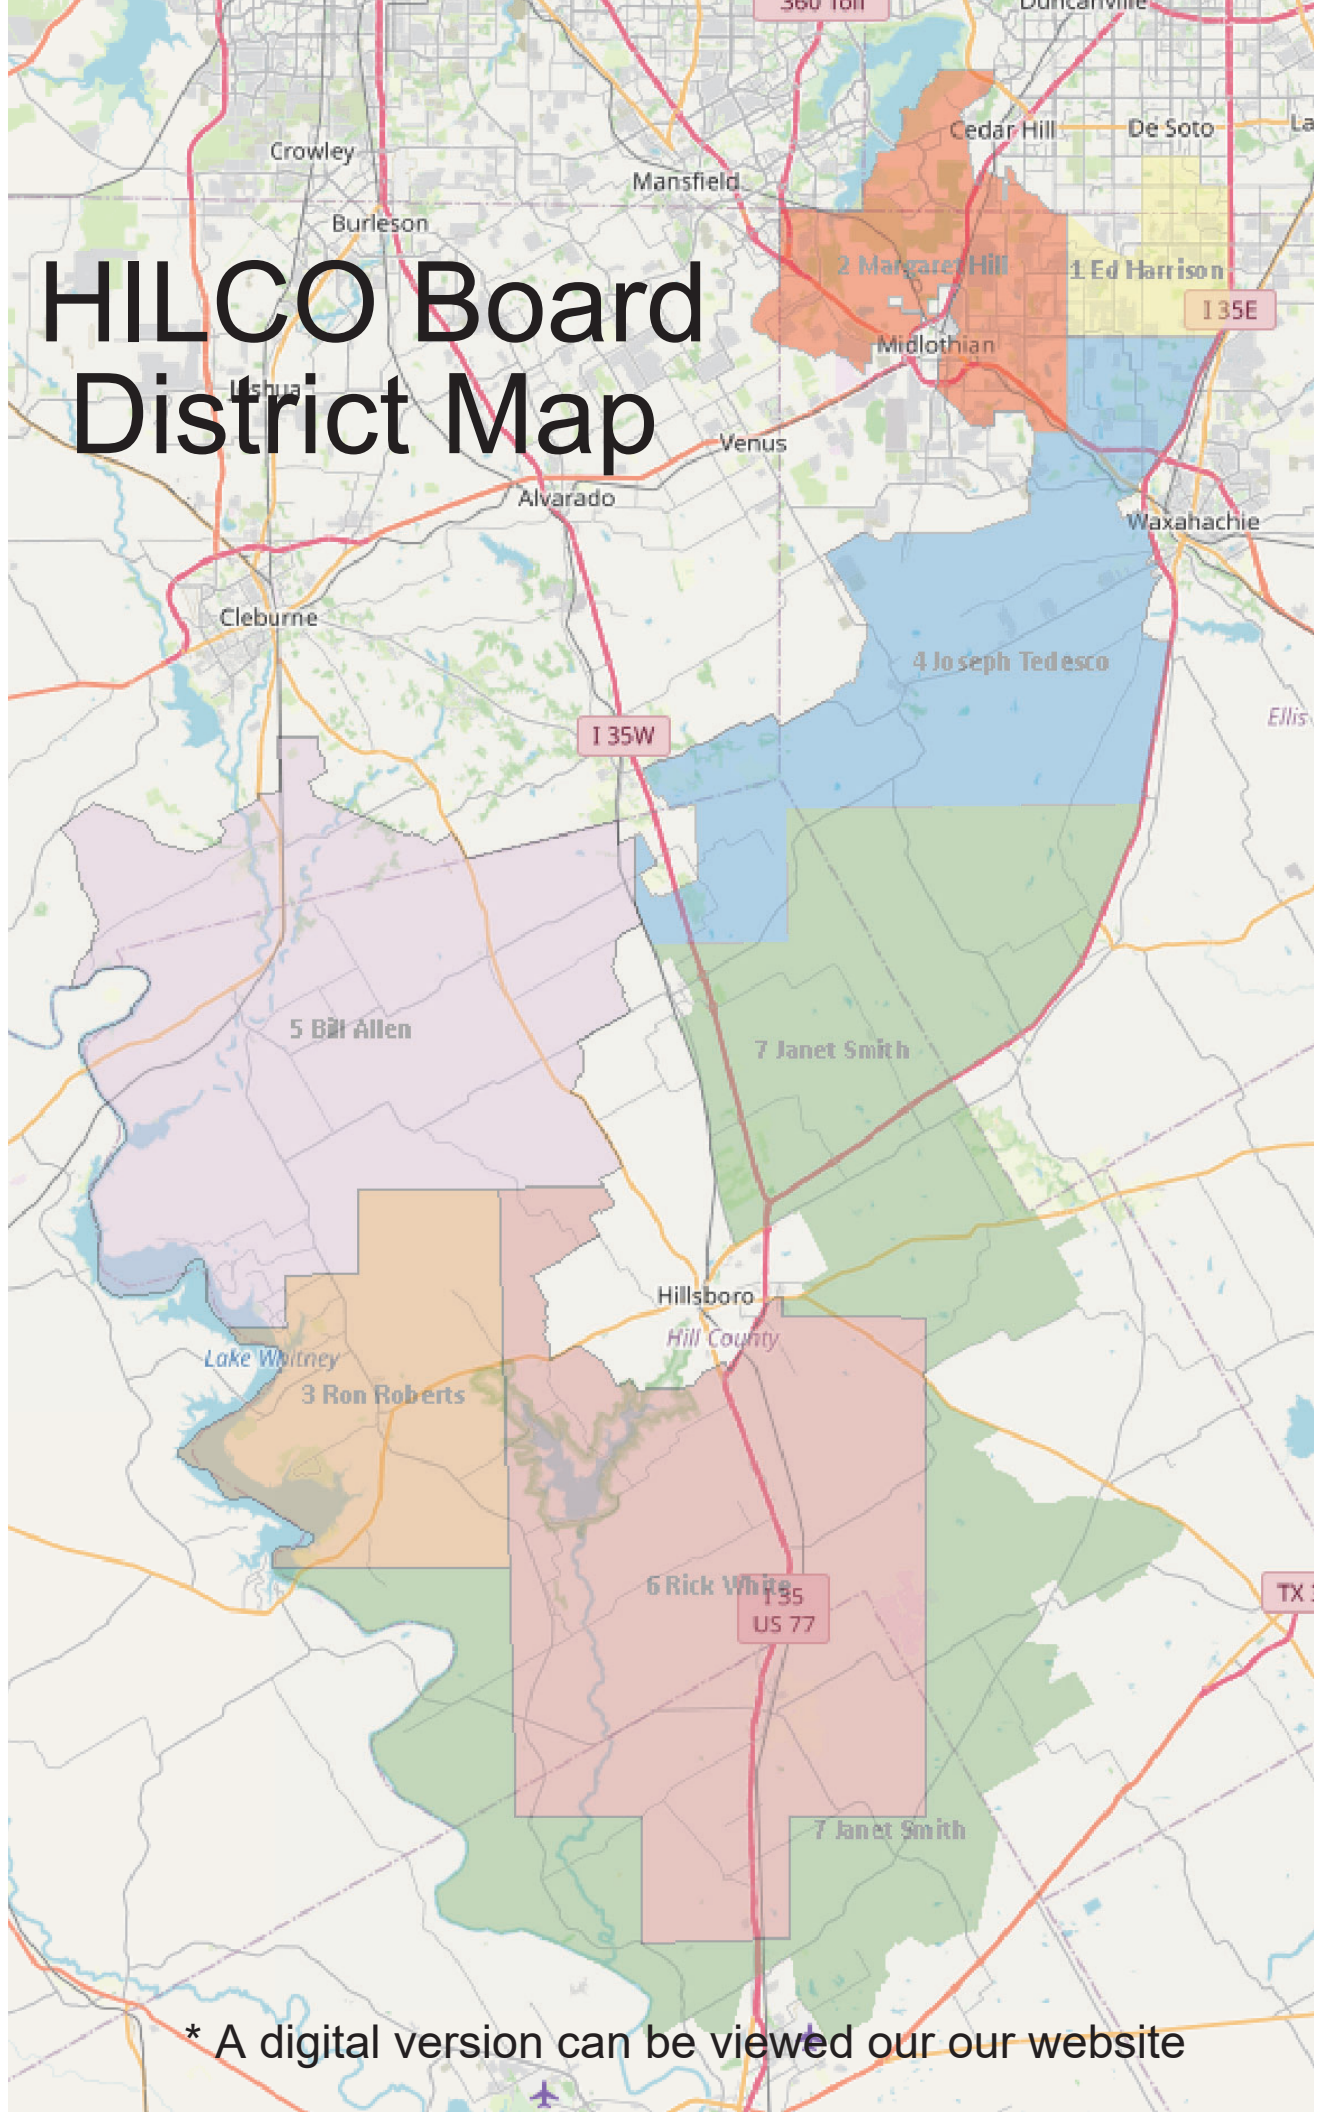 360 Toll
Duncanville
Cedar Hill
De Soto
La
Crowley
Mansfield
Burleson
2 Margaret Hill
1 Ed Harrison
HILCO Board
I 35E
Midlothian
District Map
Venus
Alvarado
Waxahachie
Cleburne
4 Joseph Tedesco
Ellis
I 35W
5 Bill Allen
7 Janet Smith
Hillsboro
Hill County
Lake Whitney
3 Ron Roberts
6 Rick White
I 35
US 77
TX
7 Janet Smith
* A digital version can be viewed our our website